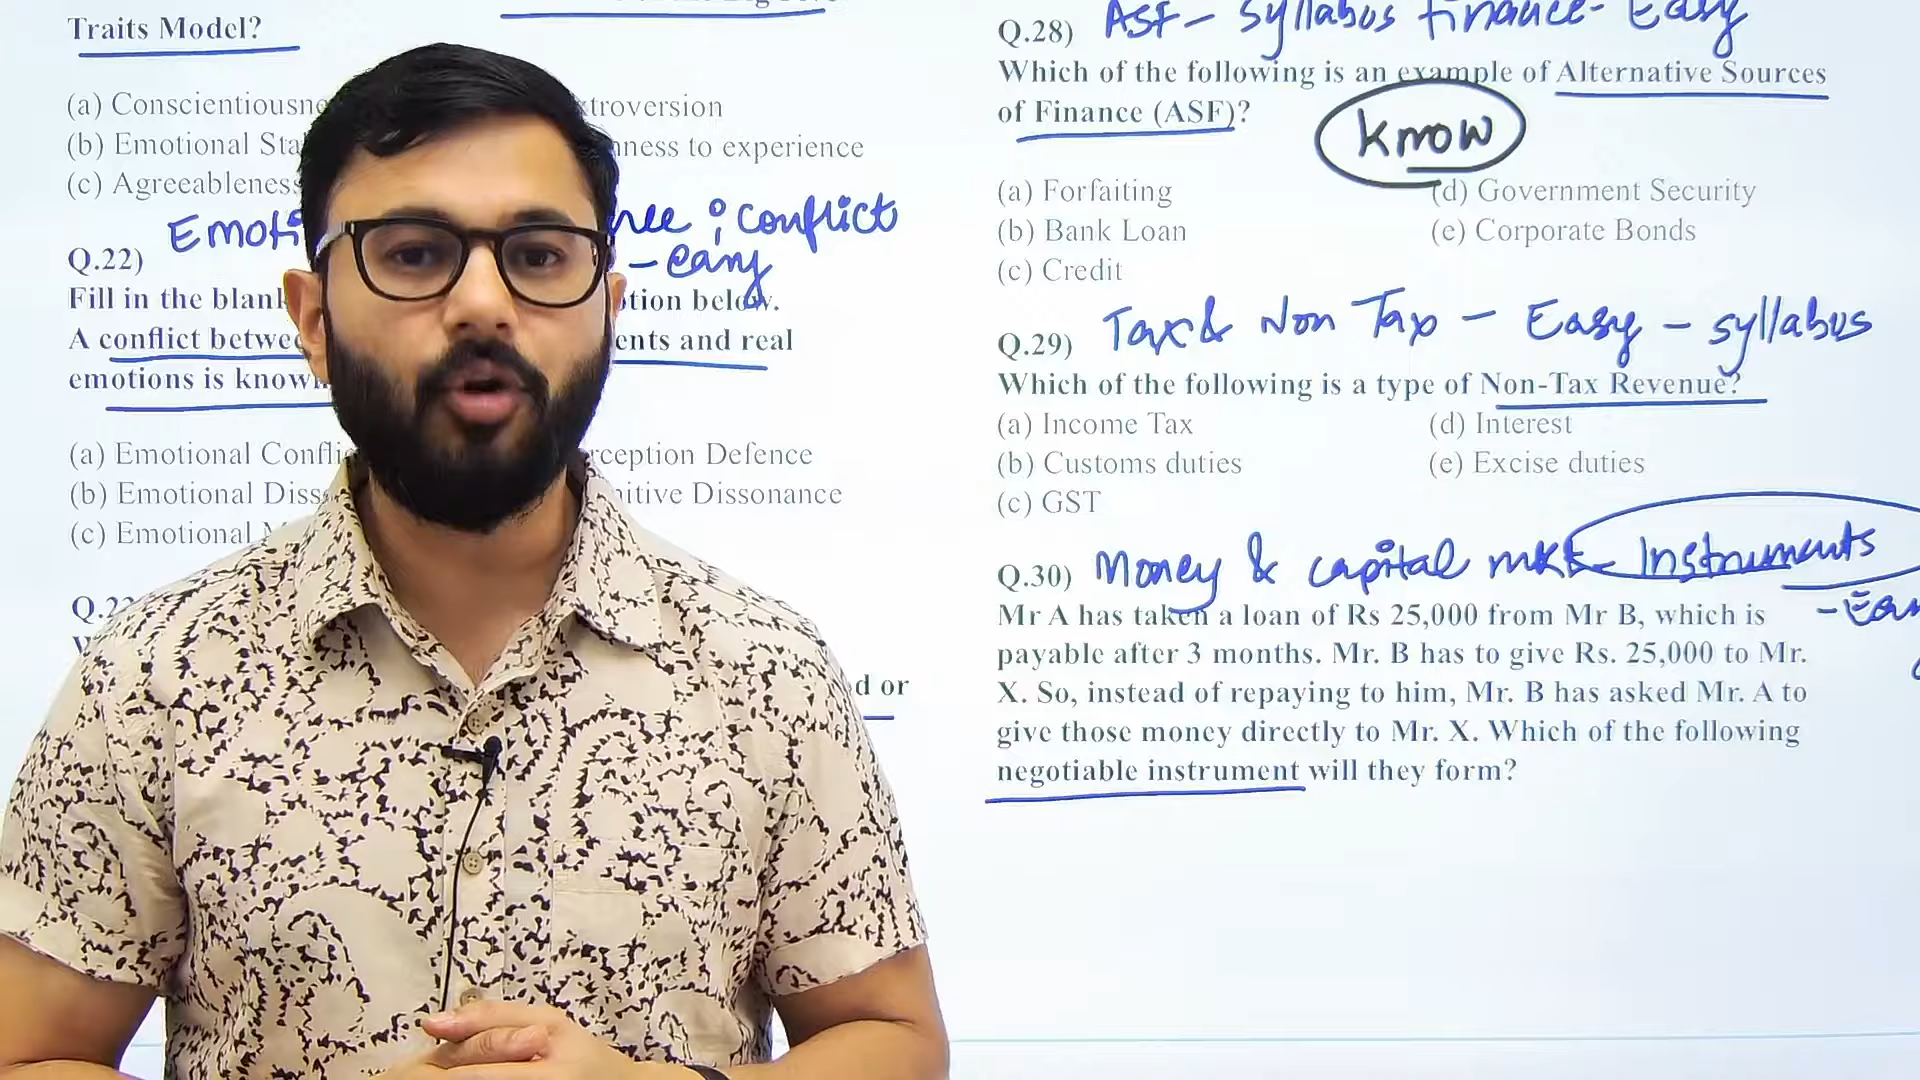 Traits Model?
(a) Conscientiousne
xtroversion
(b) Emotional Sta
nness to experience
(c) Agreeableness
Emoti
nce : conflict
- easy
Q.22)
Fill in the blank
tion below.
A conflict betwee
ents and real
emotions is known
(a) Emotional Confli
rception Defence
(b) Emotional Diss
nitive Dissonance
(c) Emotional
d or
ASF - Syllabus finance - Easy
Q.28)
Which of the following is an example of Alternative Sources
of Finance (ASF)?
Know
(a) Forfaiting
(d) Government Security
(b) Bank Loan
(e) Corporate Bonds
(c) Credit
Tax & Non Tax - Easy - syllabus
Q.29)
Which of the following is a type of Non-Tax Revenue?
(a) Income Tax
(d) Interest
(b) Customs duties
(e) Excise duties
(c) GST
Money & capital mkt - Instruments
- Easy
Q.30)
Mr A has taken a loan of Rs 25,000 from Mr B, which is
payable after 3 months. Mr. B has to give Rs. 25,000 to Mr.
X. So, instead of repaying to him, Mr. B has asked Mr. A to
give those money directly to Mr. X. Which of the following
negotiable instrument will they form?